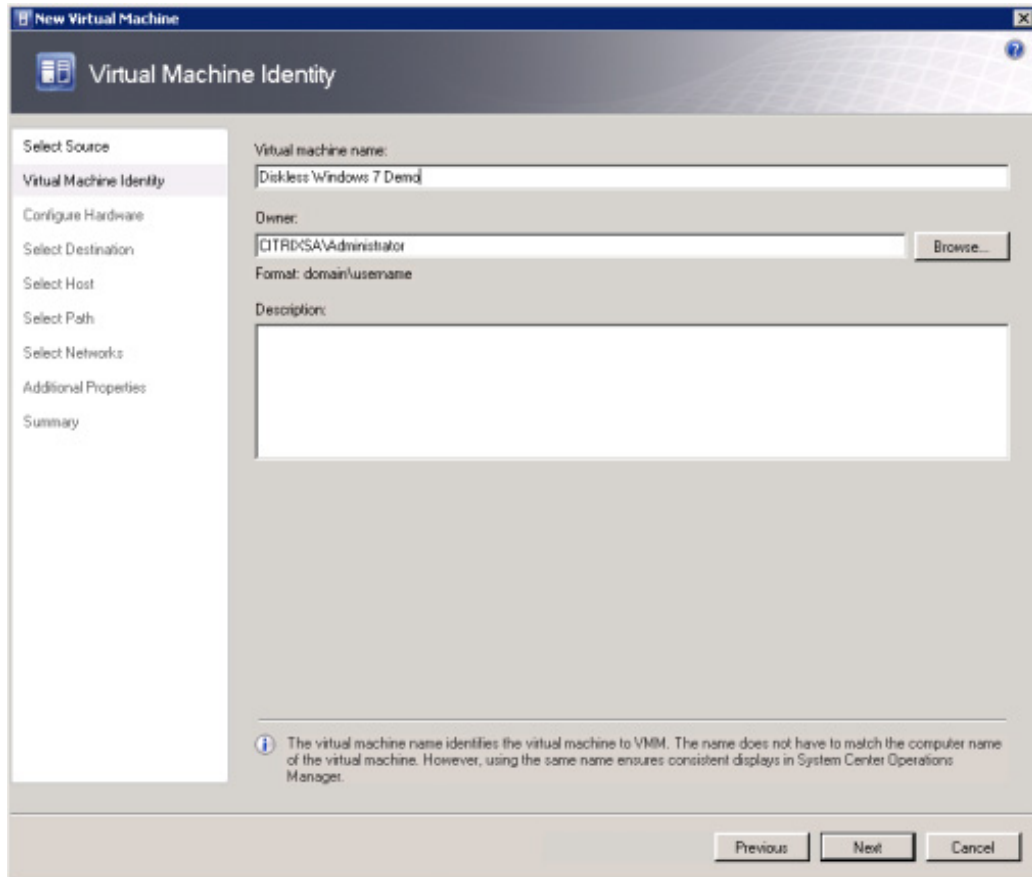 New Virtual Machine
Virtual Machine Identity
Select Source
Virtual Machine Identity
Configure Hardware
Select Destination
Select Host
Select Path
Select Networks
Additional Properties
Summary
Virtual machine name:
Diskless Windows 7 Demo
Owner:
CITRIXSA\Administrator
Browse...
Format: domain\username
Description:
The virtual machine name identifies the virtual machine to VMM. The name does not have to match the computer name
of the virtual machine. However, using the same name ensures consistent displays in System Center Operations
Manager.
Previous
Next
Cancel